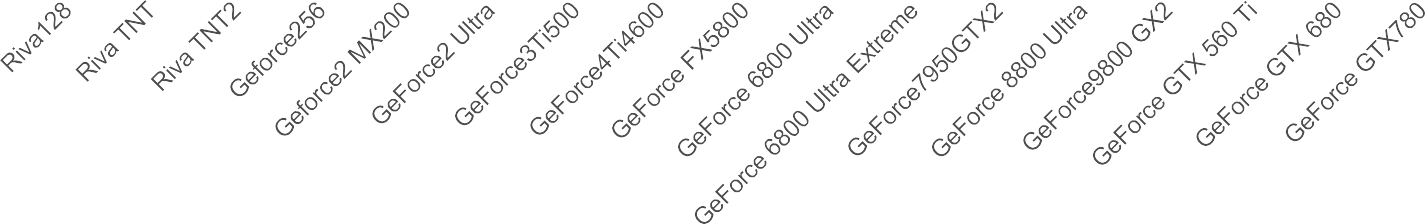 Riva128
Riva TNT
Riva TNT2
Geforce256
Geforce2 MX200
GeForce2 Ultra
GeForce3Ti500
GeForce4Ti4600
GeForce FX5800
GeForce 6800 Ultra
GeForce 6800 Ultra Extreme
GeForce7950GTX2
GeForce 8800 Ultra
GeForce9800 GX2
GeForce GTX 560 Ti
GeForce GTX 680
GeForce GTX780